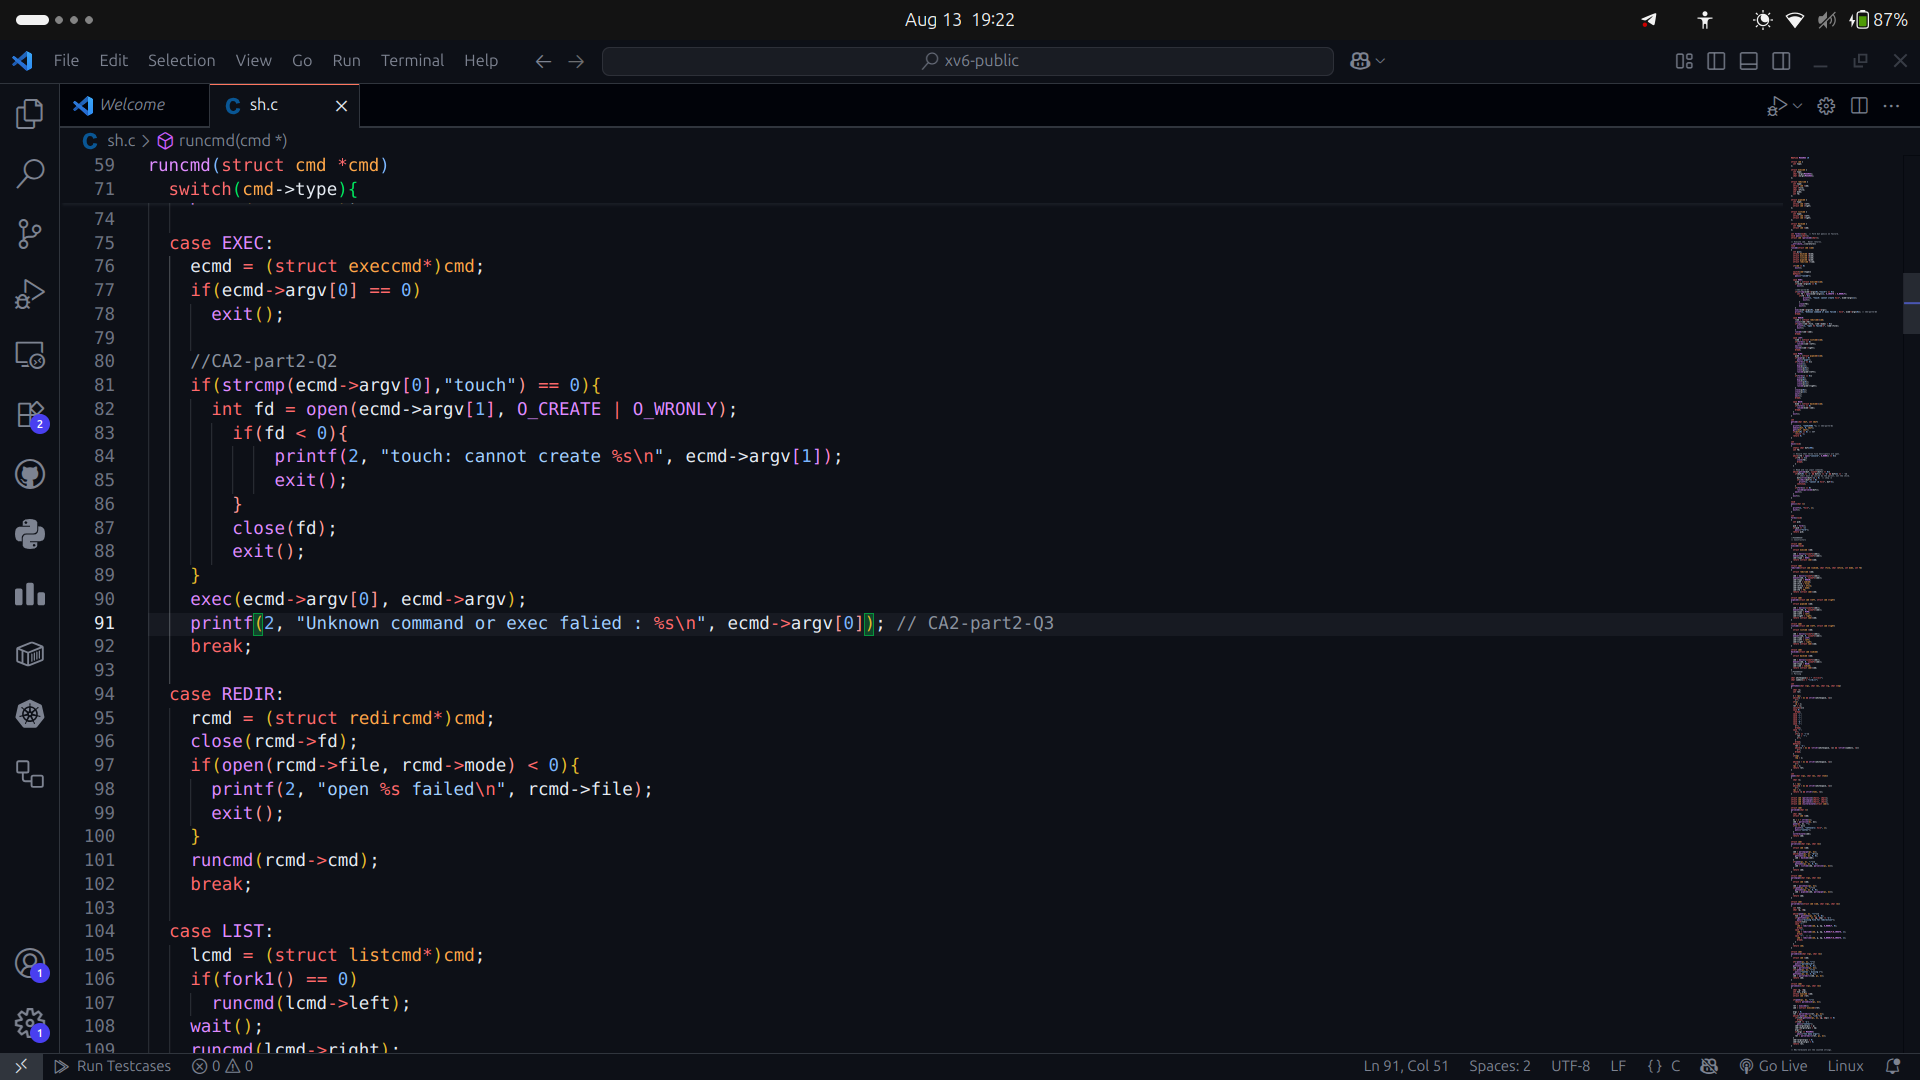 Aug 13 19:22
87%
File Edit Selection View Go Run Terminal Help
xv6-public
Welcome
sh.c
sh.c > runcmd(cmd *)
59 runcmd(struct cmd *cmd)
71 switch(cmd->type){
74
75 case EXEC:
76 ecmd = (struct execcmd*)cmd;
77 if(ecmd->argv[0] == 0)
78 exit();
79
80 //CA2-part2-Q2
81 if(strcmp(ecmd->argv[0],"touch") == 0){
82 int fd = open(ecmd->argv[1], O_CREATE | O_WRONLY);
83 if(fd < 0){
84 printf(2, "touch: cannot create %s\n", ecmd->argv[1]);
85 exit();
86 }
87 close(fd);
88 exit();
89 }
90 exec(ecmd->argv[0], ecmd->argv);
91 printf(2, "Unknown command or exec falied : %s\n", ecmd->argv[0]); // CA2-part2-Q3
92 break;
93
94 case REDIR:
95 rcmd = (struct redircmd*)cmd;
96 close(rcmd->fd);
97 if(open(rcmd->file, rcmd->mode) < 0){
98 printf(2, "open %s failed\n", rcmd->file);
99 exit();
100 }
101 runcmd(rcmd->cmd);
102 break;
103
104 case LIST:
105 lcmd = (struct listcmd*)cmd;
106 if(fork1() == 0)
107 runcmd(lcmd->left);
108 wait();
109 runcmd(lcmd->right);
2
1
1
Run Testcases 0 0
Ln 91, Col 51 Spaces: 2 UTF-8 LF {} C Go Live Linux